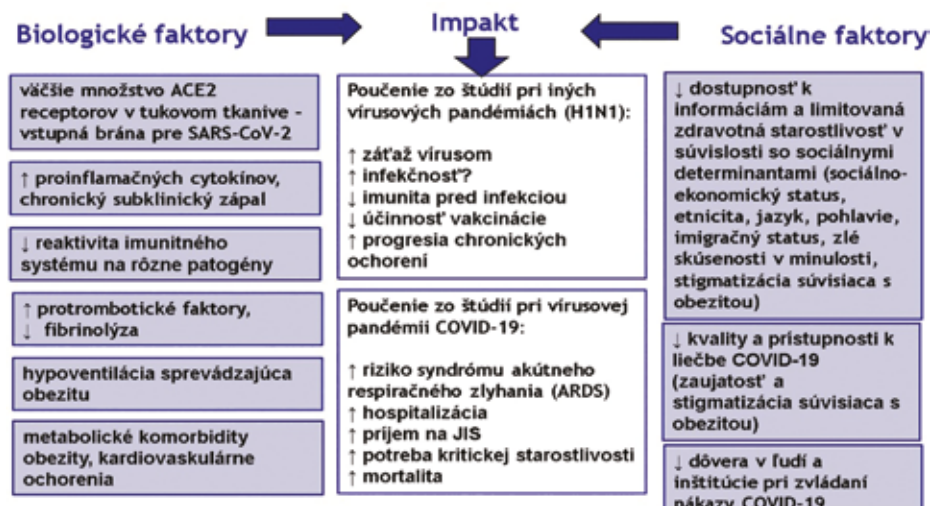 Biologické faktory
Impakt
Sociálne faktory
väčšie množstvo ACE2
receptorov v tukovom tkanive -
vstupná brána pre SARS-CoV-2
↑ proinflamačných cytokínov,
chronický subklinický zápal
↓ reaktivita imunitného
systému na rôzne patogény
↑ protrombotické faktory,
↓ fibrinolýza
hypoventilácia sprevádzajúca
obezitu
metabolické komorbidity
obezity, kardiovaskulárne
ochorenia
Poučenie zo štúdií pri iných
vírusových pandémiách (H1N1):
↑ záťaž vírusom
↑ infekčnosť?
↓ imunita pred infekciou
↓ účinnosť vakcinácie
↑ progresia chronických
ochorení
Poučenie zo štúdií pri vírusovej
pandémii COVID-19:
↑ riziko syndrómu akútneho
respiračného zlyhania (ARDS)
↑ hospitalizácia
↑ príjem na JIS
↑ potreba kritickej starostlivosti
↑ mortalita
↓ dostupnosť k
informáciám a limitovaná
zdravotná starostlivosť v
súvislosti so sociálnymi
determinantami (sociálno-
ekonomický status,
etnicita, jazyk, pohlavie,
imigračný status, zlé
skúsenosti v minulosti,
stigmatizácia súvisiaca s
obezitou)
↓ kvality a prístupnosti k
liečbe COVID-19
(zaujatosť a
stigmatizácia súvisiaca s
obezitou)
↓ dôvera v ľudí a
inštitúcie pri zvládaní
nákazy COVID-19